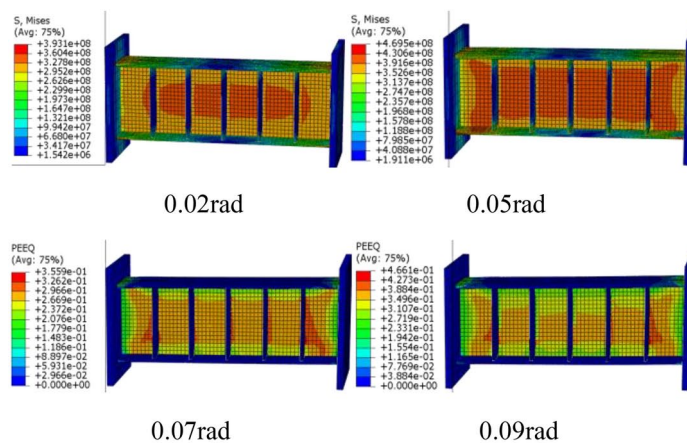 S, Mises
(Avg: 75%)
+3.931e+08
+3.604e+08
+3.278e+08
+2.952e+08
+2.626e+08
+2.299e+08
+1.973e+08
+1.647e+08
+1.321e+08
+9.942e+07
+6.680e+07
+3.417e+07
+1.542e+06
0.02rad
S, Mises
(Avg: 75%)
+4.695e+08
+4.306e+08
+3.916e+08
+3.526e+08
+3.137e+08
+2.747e+08
+2.357e+08
+1.968e+08
+1.578e+08
+1.188e+08
+7.985e+07
+4.088e+07
+1.911e+06
0.05rad
PEEQ
(Avg: 75%)
+3.559e-01
+3.262e-01
+2.966e-01
+2.669e-01
+2.372e-01
+2.076e-01
+1.779e-01
+1.483e-01
+1.186e-01
+8.897e-02
+5.931e-02
+2.966e-02
+0.000e+00
0.07rad
PEEQ
(Avg: 75%)
+4.661e-01
+4.273e-01
+3.884e-01
+3.496e-01
+3.107e-01
+2.719e-01
+2.331e-01
+1.942e-01
+1.554e-01
+1.165e-01
+7.769e-02
+3.884e-02
+0.000e+00
0.09rad